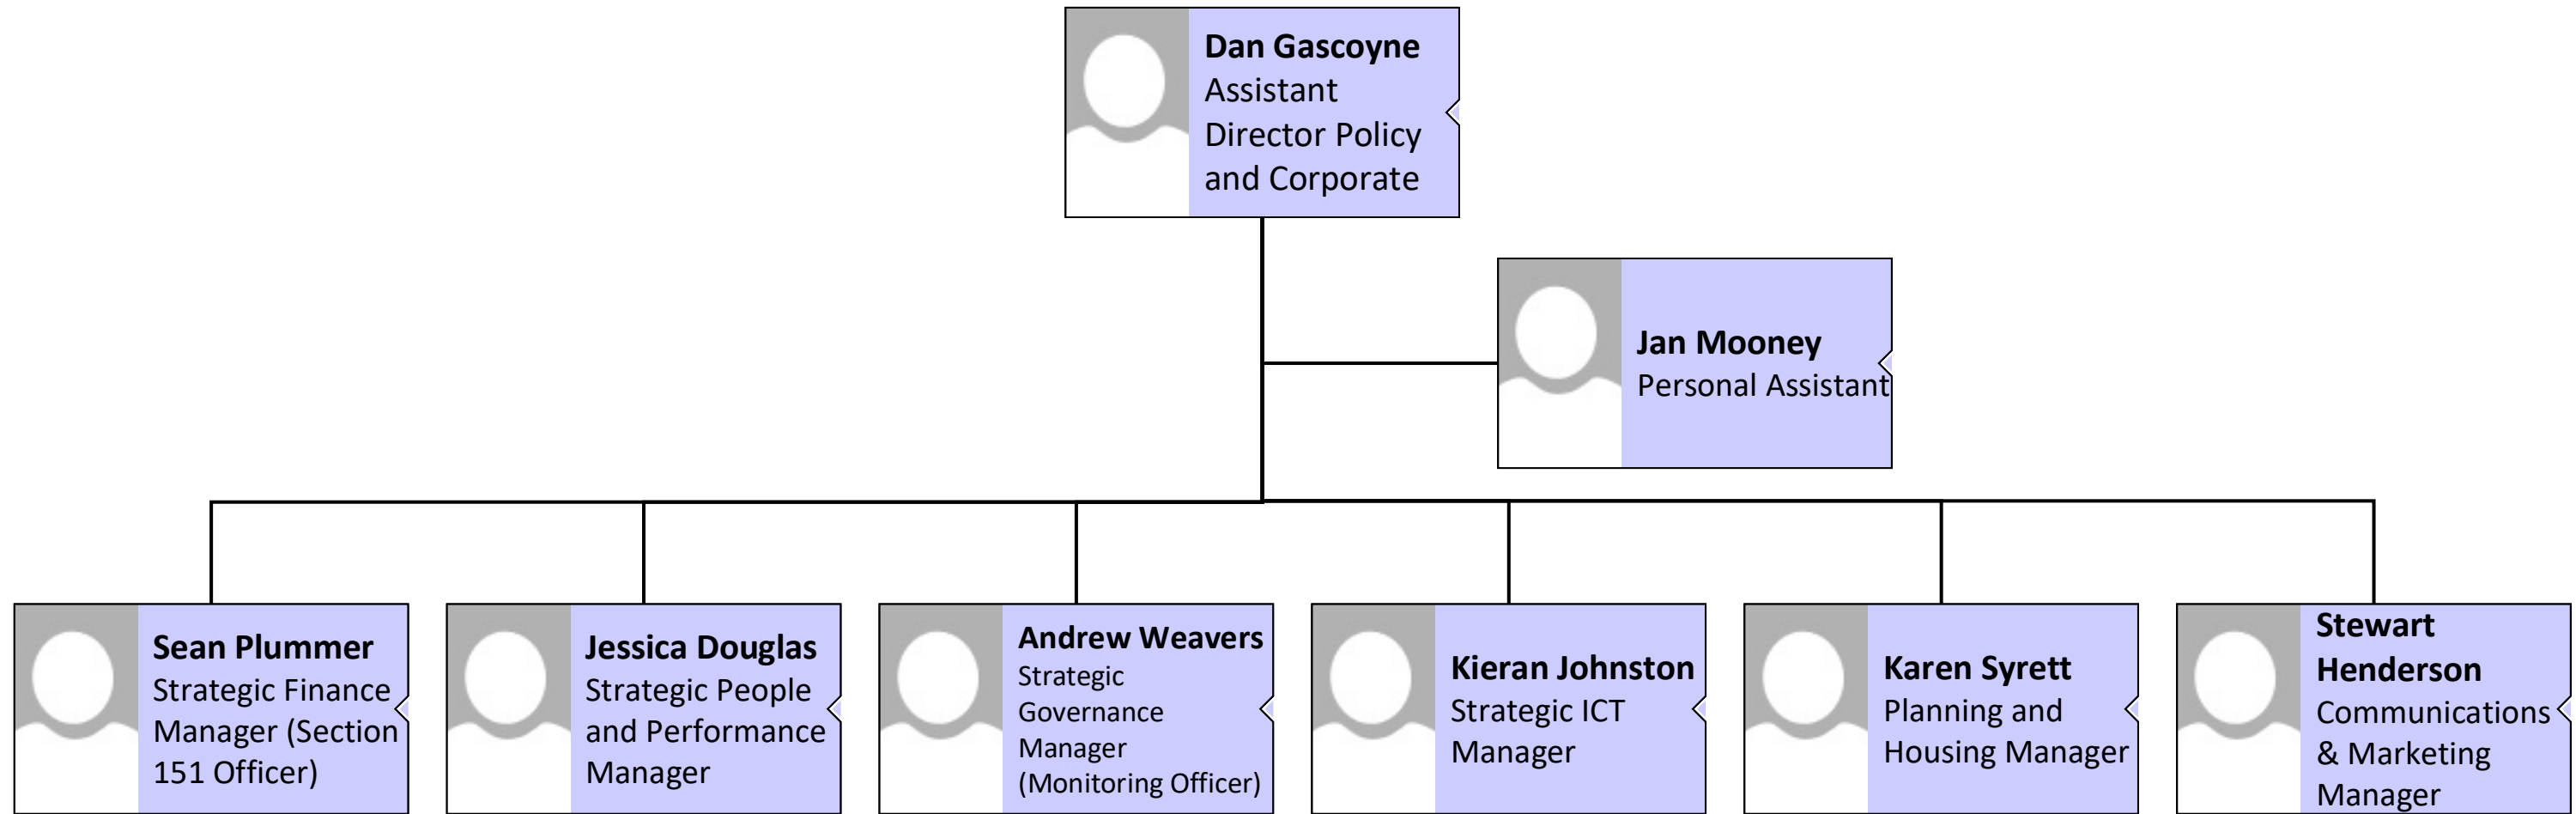 Dan Gascoyne
Assistant
Director Policy
and Corporate
Jan Mooney
Personal Assistant
Sean Plummer
Strategic Finance
Manager (Section
151 Officer)
Jessica Douglas
Strategic People
and Performance
Manager
Andrew Weavers
Strategic
Governance
Manager
(Monitoring Officer)
Kieran Johnston
Strategic ICT
Manager
Karen Syrett
Planning and
Housing Manager
Stewart
Henderson
Communications
& Marketing
Manager